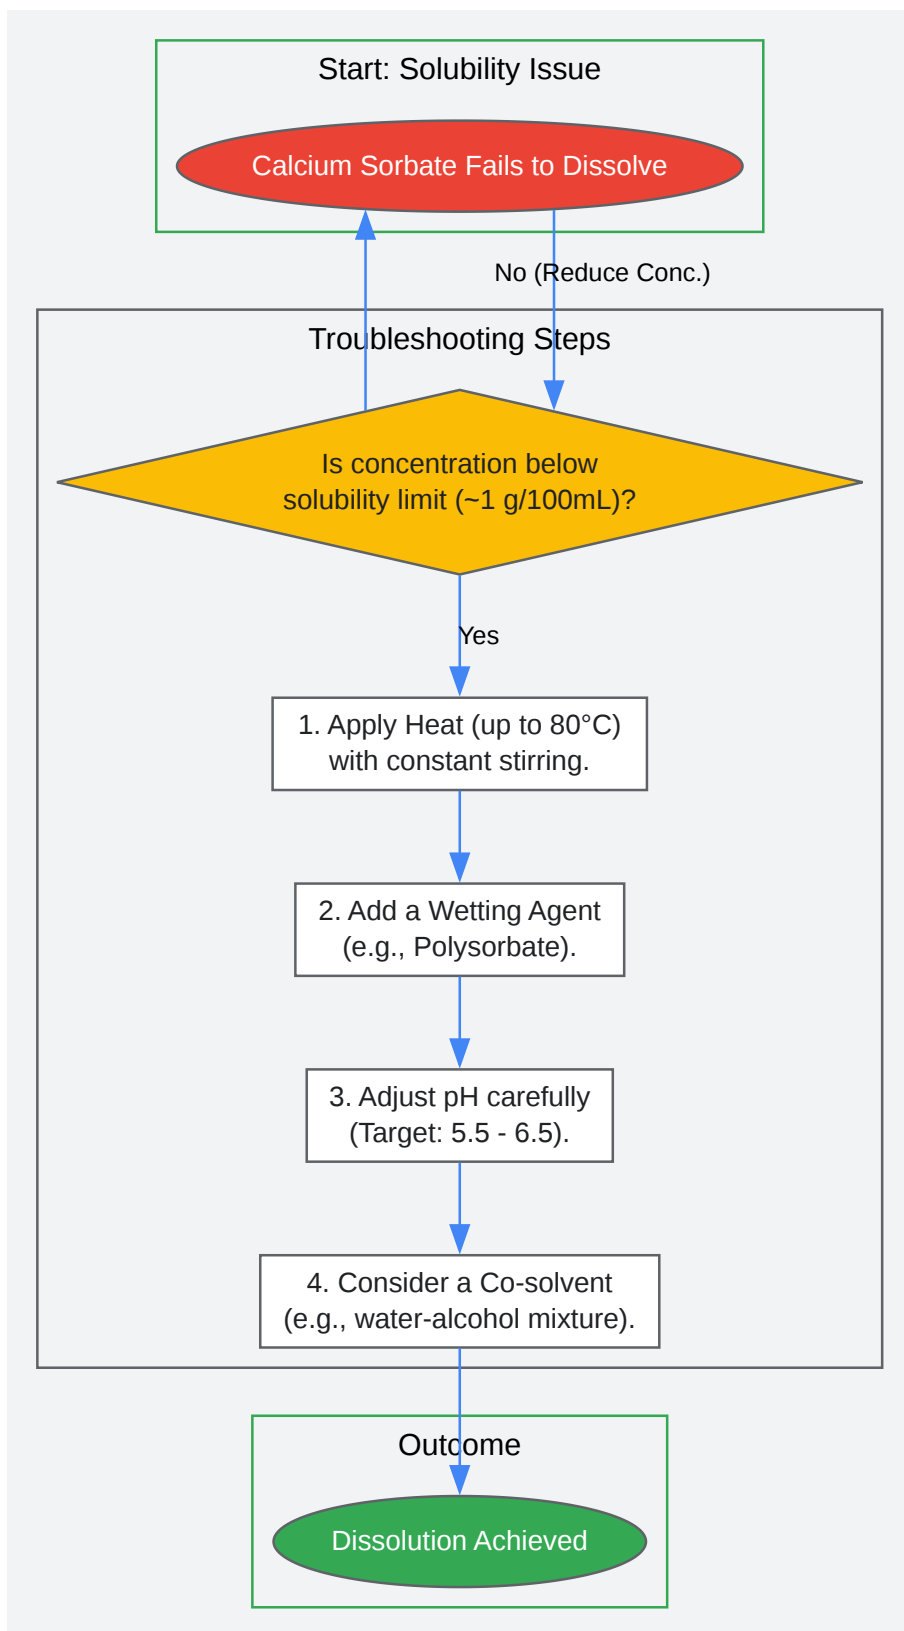 Start: Solubility Issue
Calcium Sorbate Fails to Dissolve
No (Reduce Conc.)
Troubleshooting Steps
Is concentration below
solubility limit (~1 g/100mL)?
Yes
1. Apply Heat (up to 80°C)
with constant stirring.
2. Add a Wetting Agent
(e.g., Polysorbate).
3. Adjust pH carefully
(Target: 5.5 - 6.5).
4. Consider a Co-solvent
(e.g., water-alcohol mixture).
Outcome
Dissolution Achieved